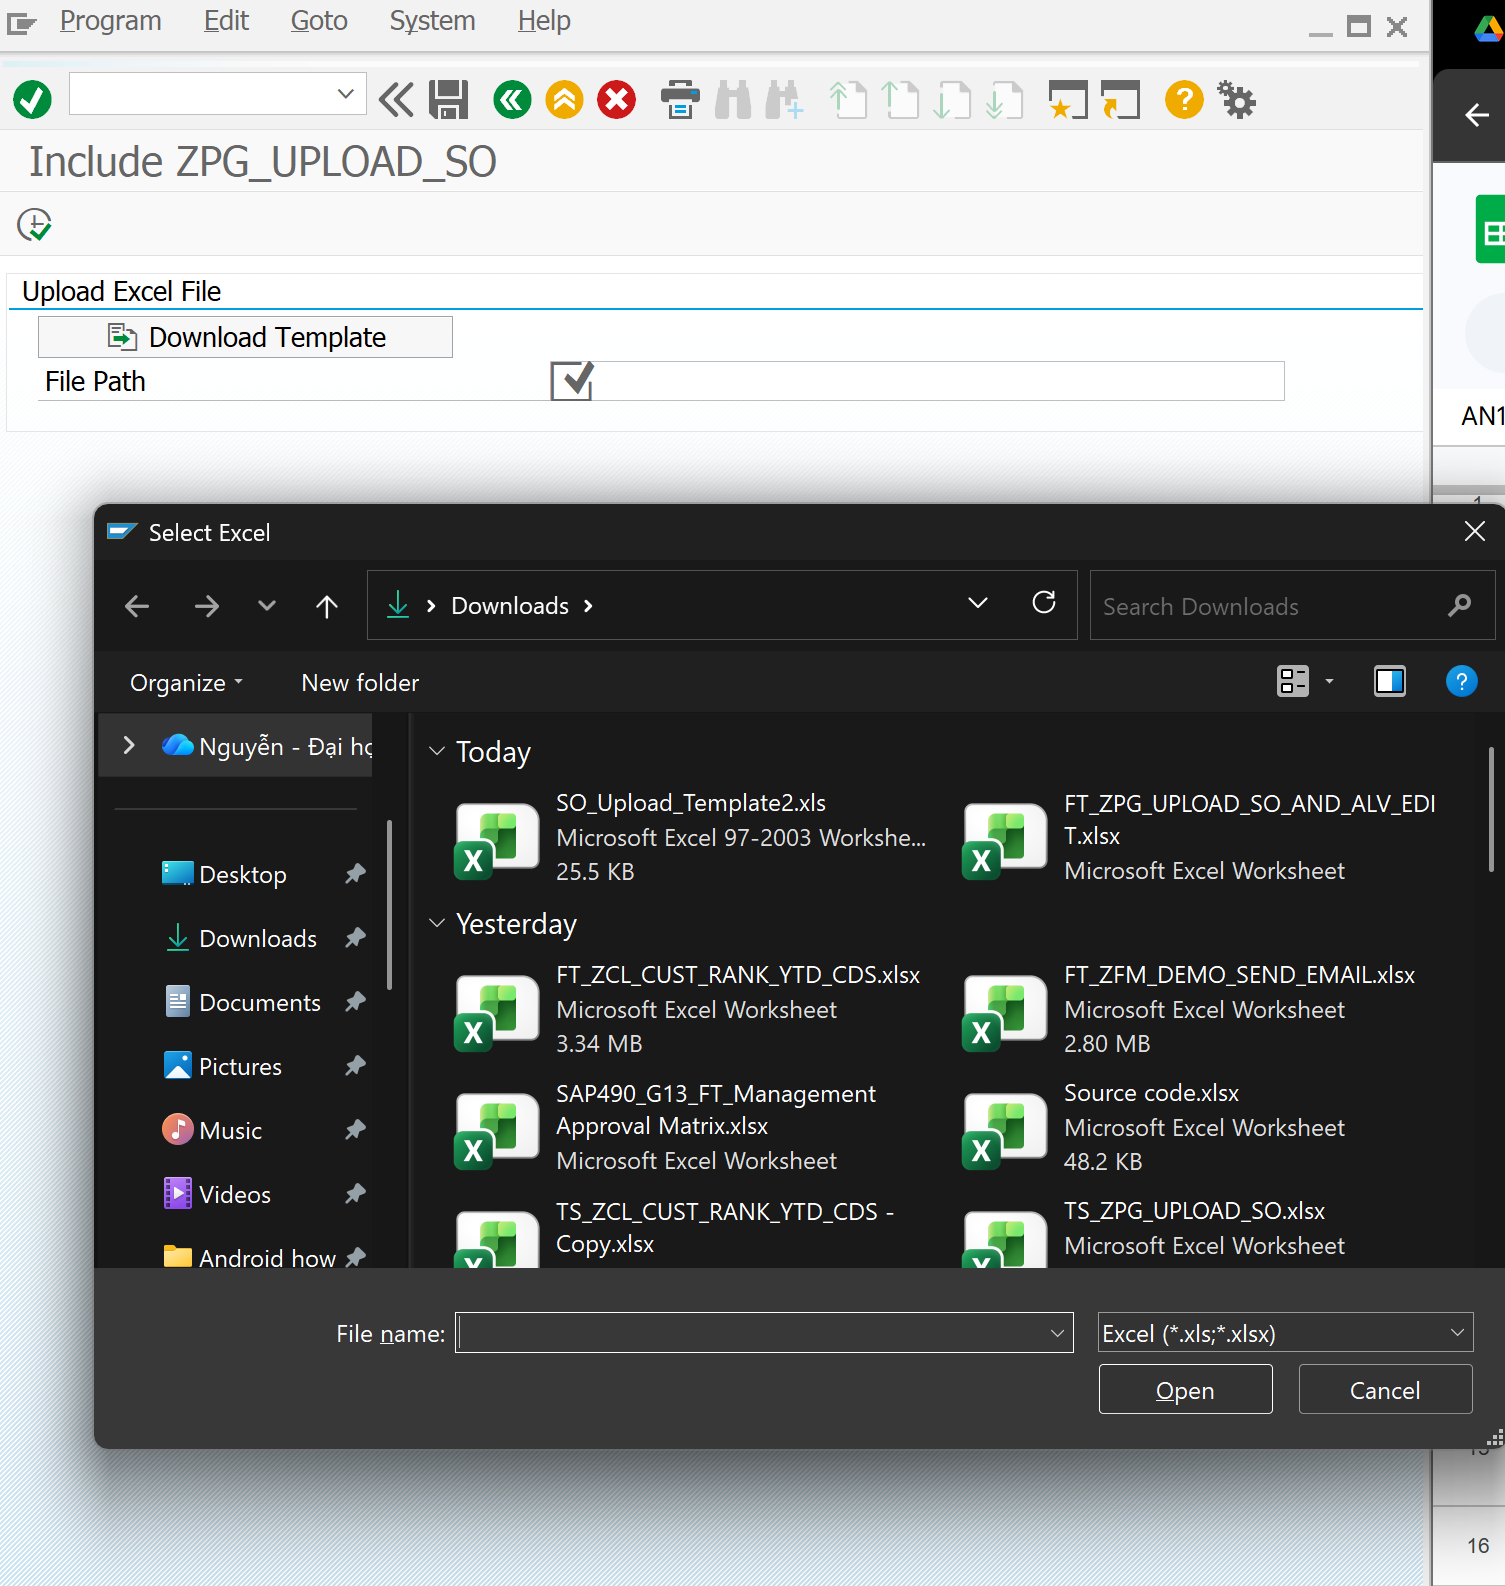 Program Edit Goto System Help
Include ZPG_UPLOAD_SO
Upload Excel File
Download Template
File Path
AN1
1
Select Excel
Downloads
Search Downloads
Organize
New folder
Nguyễn - Đại họ
Desktop
Downloads
Documents
Pictures
Music
Videos
Android how
Today
SO_Upload_Template2.xls
Microsoft Excel 97-2003 Workshe...
25.5 KB
FT_ZPG_UPLOAD_SO_AND_ALV_EDI
T.xlsx
Microsoft Excel Worksheet
Yesterday
FT_ZCL_CUST_RANK_YTD_CDS.xlsx
Microsoft Excel Worksheet
3.34 MB
FT_ZFM_DEMO_SEND_EMAIL.xlsx
Microsoft Excel Worksheet
2.80 MB
SAP490_G13_FT_Management
Approval Matrix.xlsx
Microsoft Excel Worksheet
Source code.xlsx
Microsoft Excel Worksheet
48.2 KB
TS_ZCL_CUST_RANK_YTD_CDS -
Copy.xlsx
TS_ZPG_UPLOAD_SO.xlsx
Microsoft Excel Worksheet
File name:
Excel (*.xls;*.xlsx)
Open
Cancel
16